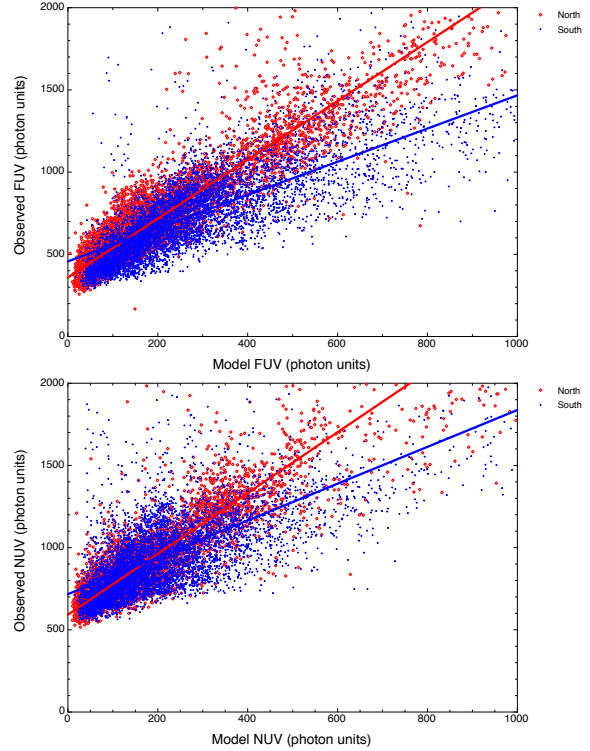 2000
North
South
1500
1000
500
0
Observed FUV (photon units)
0 200 400 600 800 1000
Model FUV (photon units)
2000
North
South
1500
1000
500
0
Observed NUV (photon units)
0 200 400 600 800 1000
Model NUV (photon units)